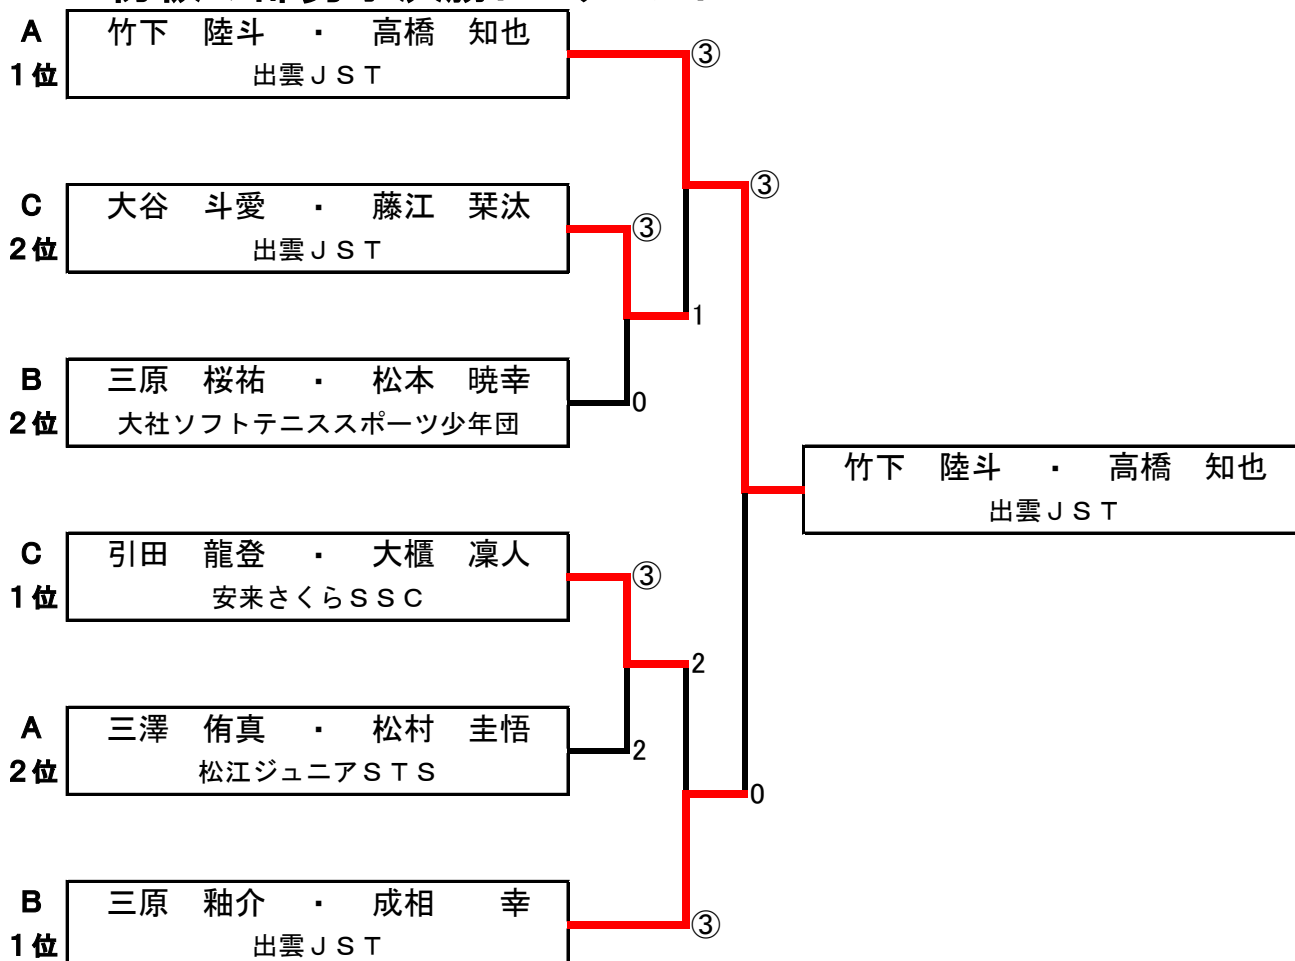 A 竹下 陸斗 ・ 高橋 知也
1位 出雲ＪＳＴ
③
③
C 大谷 斗愛 ・ 藤江 栞汰
2位 出雲ＪＳＴ
③
1
B 三原 桜祐 ・ 松本 暁幸
2位 大社ソフトテニススポーツ少年団
0
竹下 陸斗 ・ 高橋 知也
出雲ＪＳＴ
C 引田 龍登 ・ 大櫃 凜人
1位 安来さくらＳＳＣ
③
2
A 三澤 侑真 ・ 松村 圭悟
2位 松江ジュニアＳＴＳ
2
0
B 三原 釉介 ・ 成相 幸
1位 出雲ＪＳＴ
③